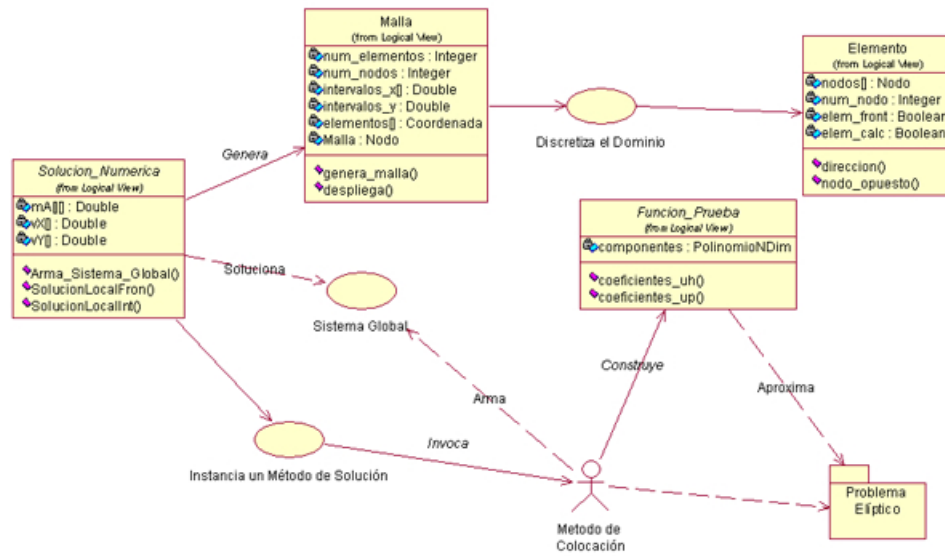 Malla
(from Logical View)
num_elementos : Integer
num_nodos : Integer
intervalos_x[] : Double
intervalos_y : Double
elementos[] : Coordenada
Malla : Nodo
genera_malla()
despliega()
Elemento
(from Logical View)
nodos[] : Nodo
num_nodo : Integer
elem_front : Boolean
elem_calc : Boolean
direccion()
nodo_opuesto()
Discretiza el Dominio
Genera
Solucion_Numerica
(from Logical View)
mA[][] : Double
vX[] : Double
vY[] : Double
Arma_Sistema_Global()
SolucionLocalFron()
SolucionLocalInt()
Soluciona
Sistema Global
Funcion_Prueba
(from Logical View)
componentes : PolinomioNDim
coeficientes_uh()
coeficientes_up()
Construye
Aproxima
Arma
Invoca
Instancia un Método de Solución
Metodo de
Colocación
Problema
Elíptico